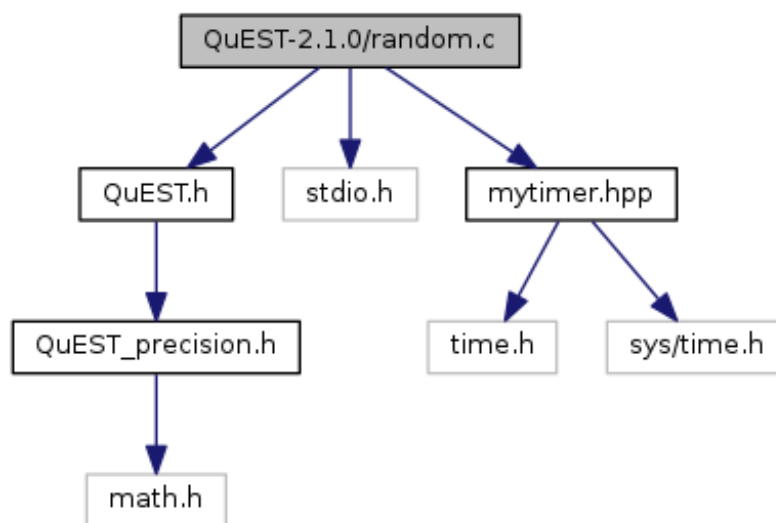 QuEST-2.1.0/random.c
QuEST.h
stdio.h
mytimer.hpp
QuEST_precision.h
time.h
sys/time.h
math.h